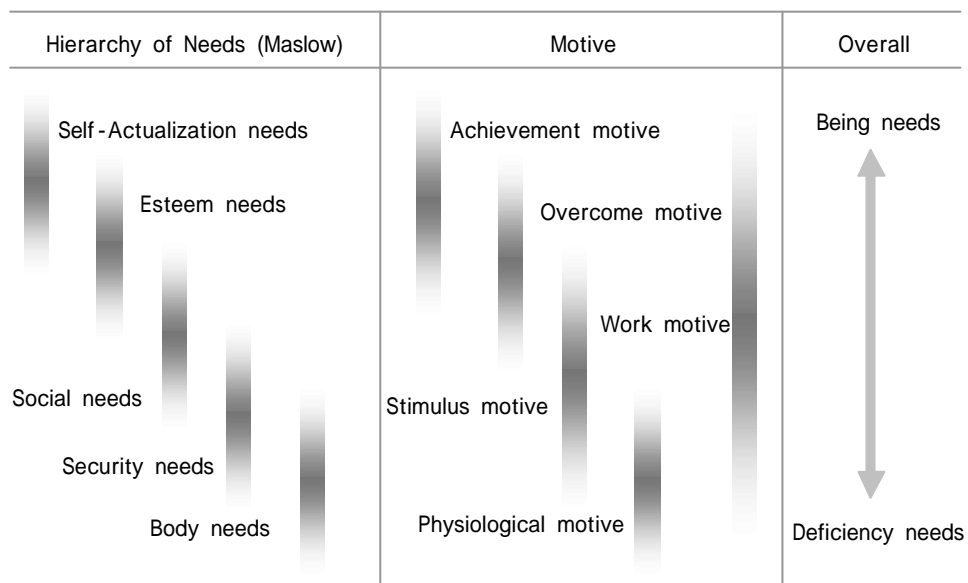 Hierarchy of Needs (Maslow)
Motive
Overall
Self-Actualization needs
Esteem needs
Social needs
Security needs
Body needs
Achievement motive
Overcome motive
Work motive
Stimulus motive
Physiological motive
Being needs
Deficiency needs